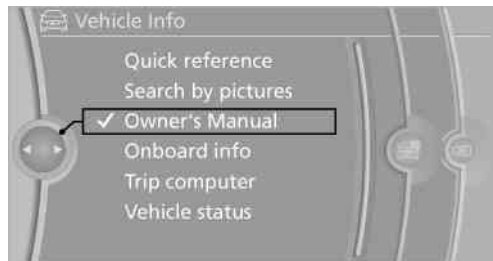 Vehicle Info
Quick reference
Search by pictures
Owner's Manual
Onboard info
Trip computer
Vehicle status